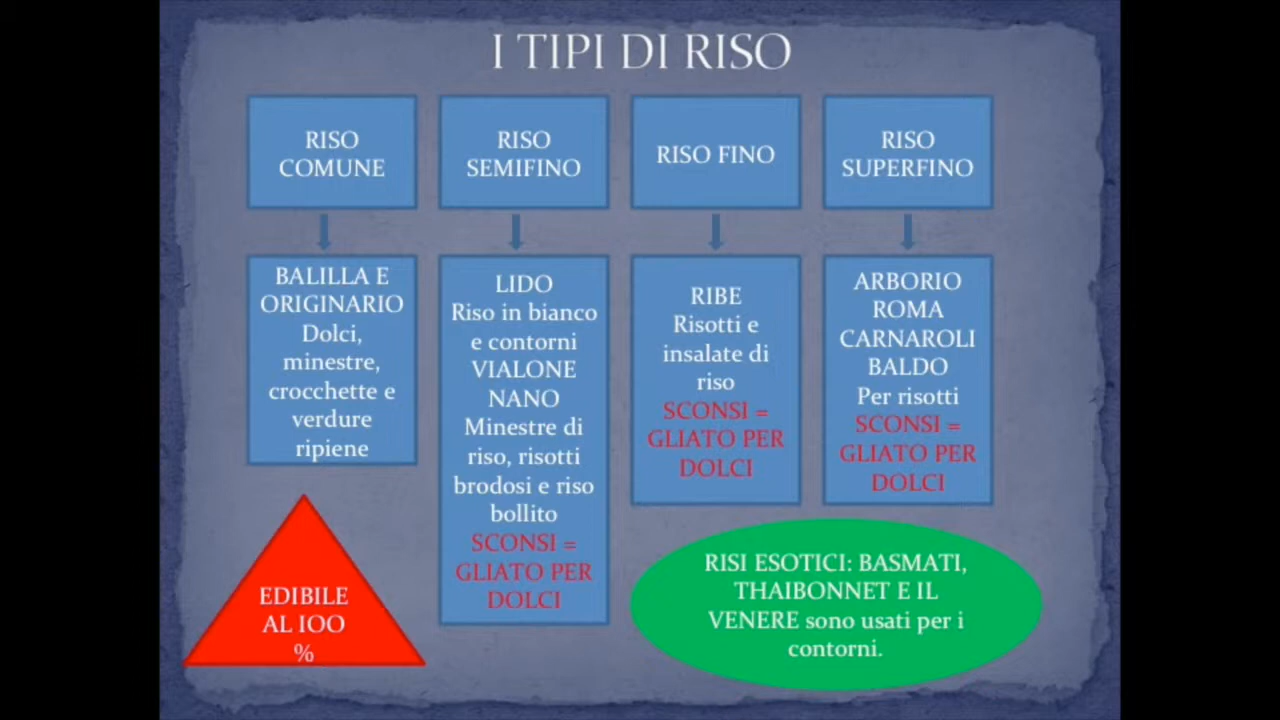 I TIPI DI RISO
RISO
COMUNE
RISO
SEMIFINO
RISO FINO
RISO
SUPERFINO
BALILLA E
ORIGINARIO
Dolci,
minestre,
crocchette e
verdure
ripiene
LIDO
Riso in bianco
e contorni
VIALONE
NANO
Minestre di
riso, risotti
brodosi e riso
bollito
SCONSI =
GLIATO PER
DOLCI
RIBE
Risotti e
insalate di
riso
SCONSI =
GLIATO PER
DOLCI
ARBORIO
ROMA
CARNAROLI
BALDO
Per risotti
SCONSI =
GLIATO PER
DOLCI
EDIBILE
AL IOO
%
RISI ESOTICI: BASMATI,
THAIBONNET E IL
VENERE sono usati per i
contorni.